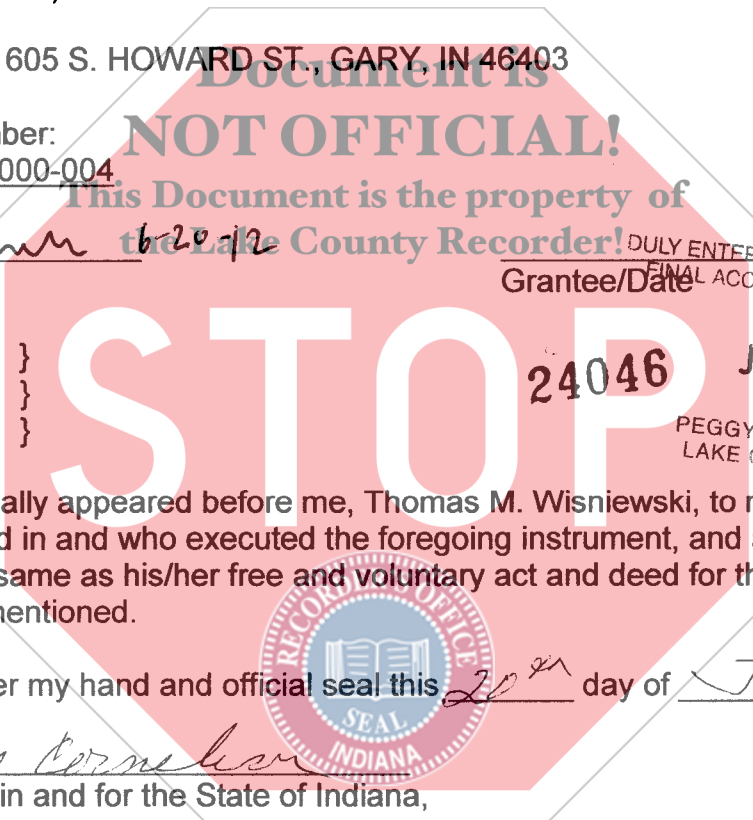 605 S. HOWARD ST., GARY, IN 46403
Document is
NOT OFFICIAL!
This Document is the property of
the Lake County Recorder!
ber:
000-004
6-20-12
DULY ENTE
FINAL ACC
Grantee/Date
STOP
}
}
}
24046
J
PEGGY
LAKE
ally appeared before me, Thomas M. Wisniewski, to
d in and who executed the foregoing instrument, and
same as his/her free and voluntary act and deed for th
mentioned.
RECORDER'S OFFICE
SEAL
INDIANA
er my hand and official seal this 20th day of
in and for the State of Indiana,